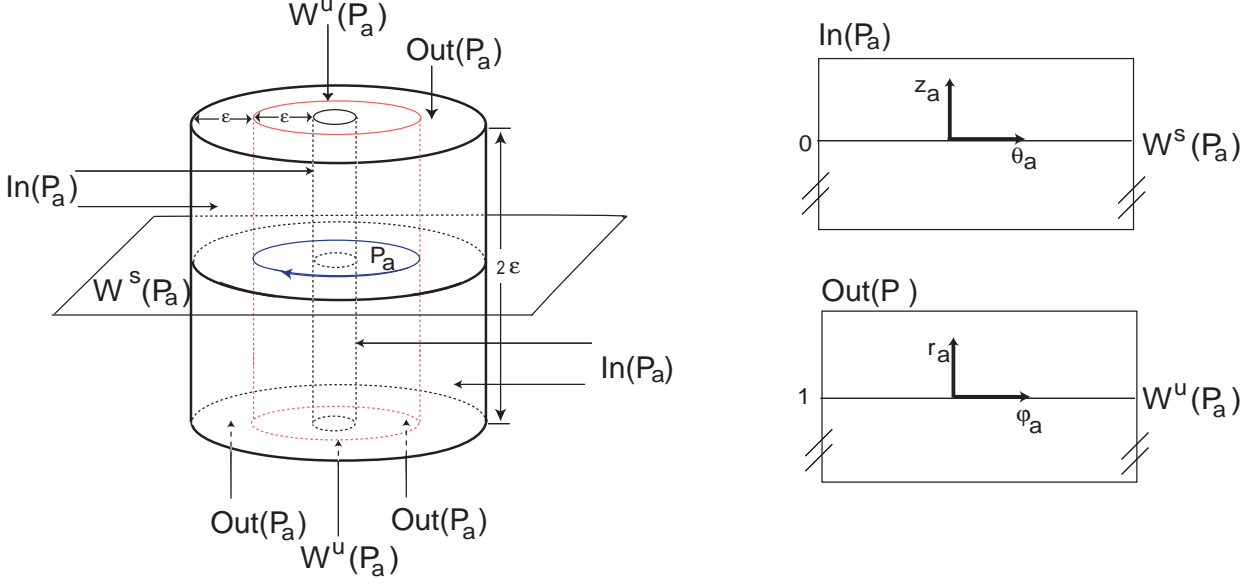 W^u(P_a)
Out(P_a)
ε ε
In(P_a)
P_a
2 ε
W^s(P_a)
In(P_a)
Out(P_a)
Out(P_a)
W^u(P_a)
In(P_a)
z_a
0
θ_a
W^s(P_a)
Out(P )
r_a
1
φ_a
W^u(P_a)